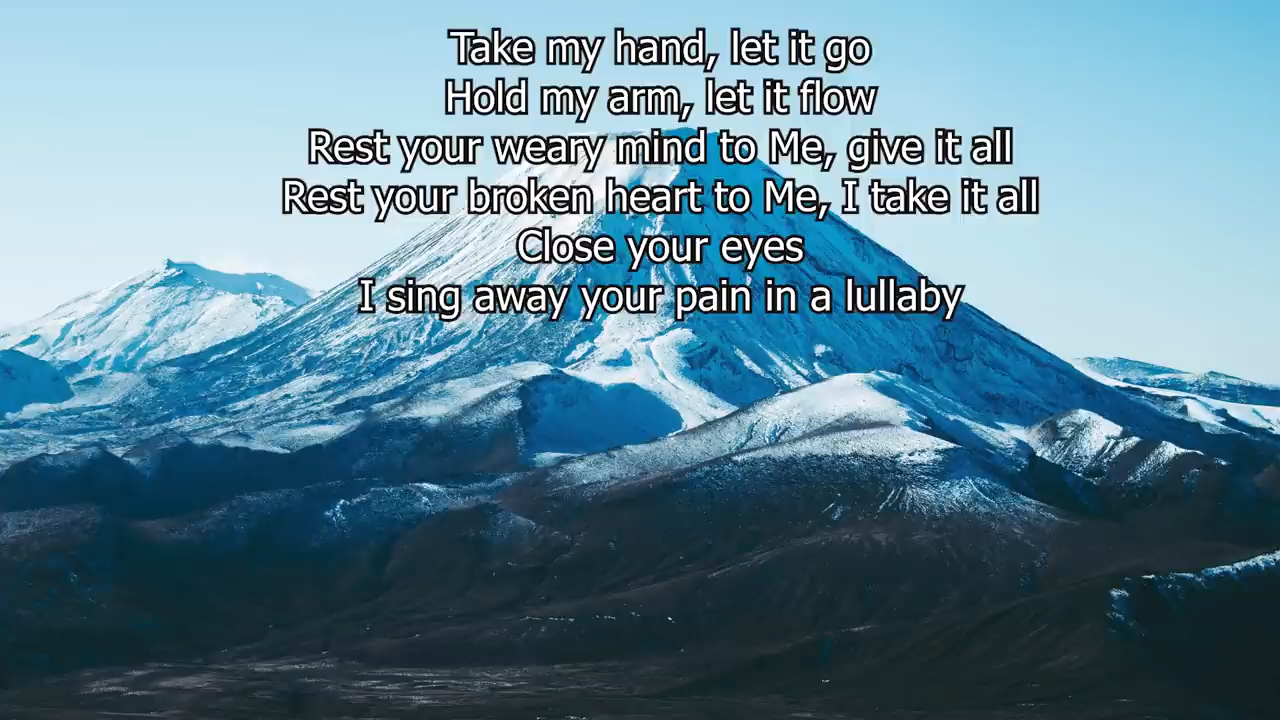 Take my hand, let it go
Hold my arm, let it flow
Rest your weary mind to Me, give it all
Rest your broken heart to Me, I take it all
Close your eyes
I sing away your pain in a lullaby